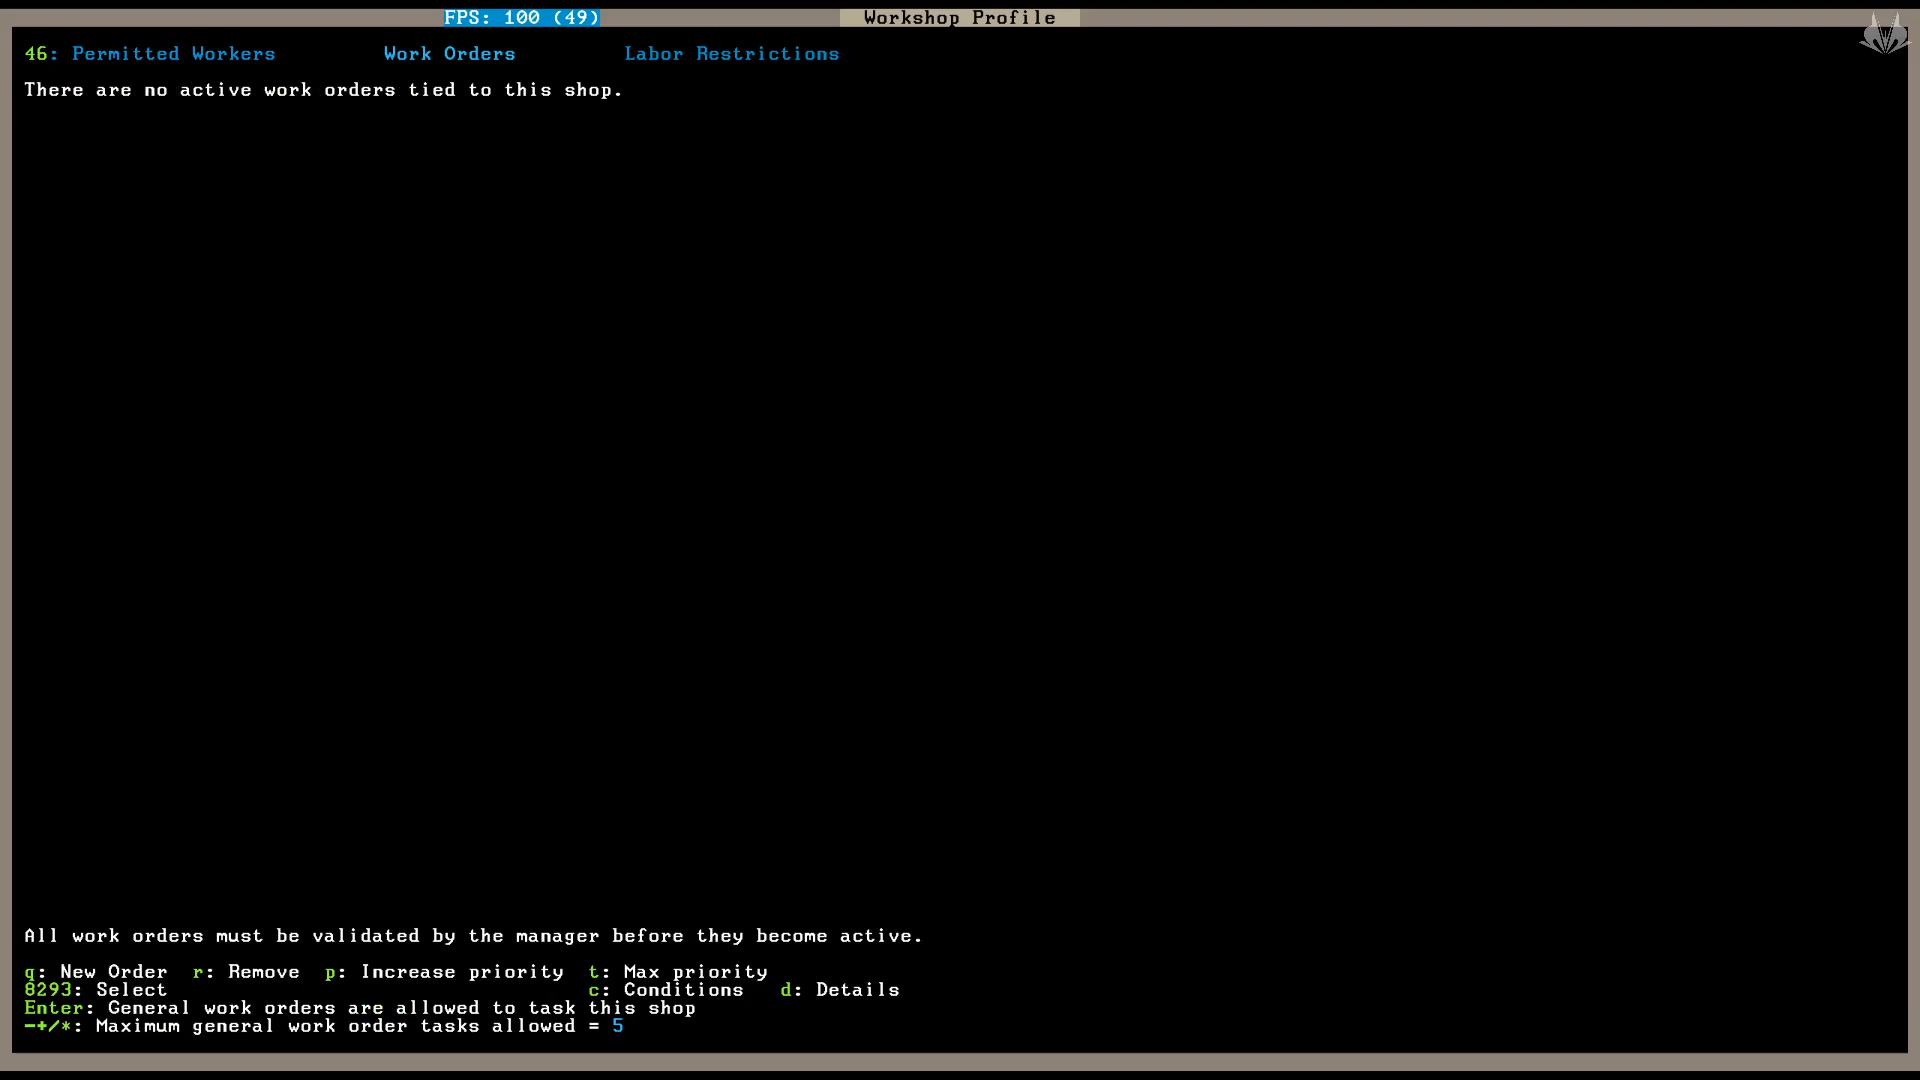 FPS: 100 (49) Workshop Profile
46: Permitted Workers Work Orders Labor Restrictions
There are no active work orders tied to this shop.
All work orders must be validated by the manager before they become active.
q: New Order r: Remove p: Increase priority t: Max priority
8293: Select c: Conditions d: Details
Enter: General work orders are allowed to task this shop
-+/*: Maximum general work order tasks allowed = 5